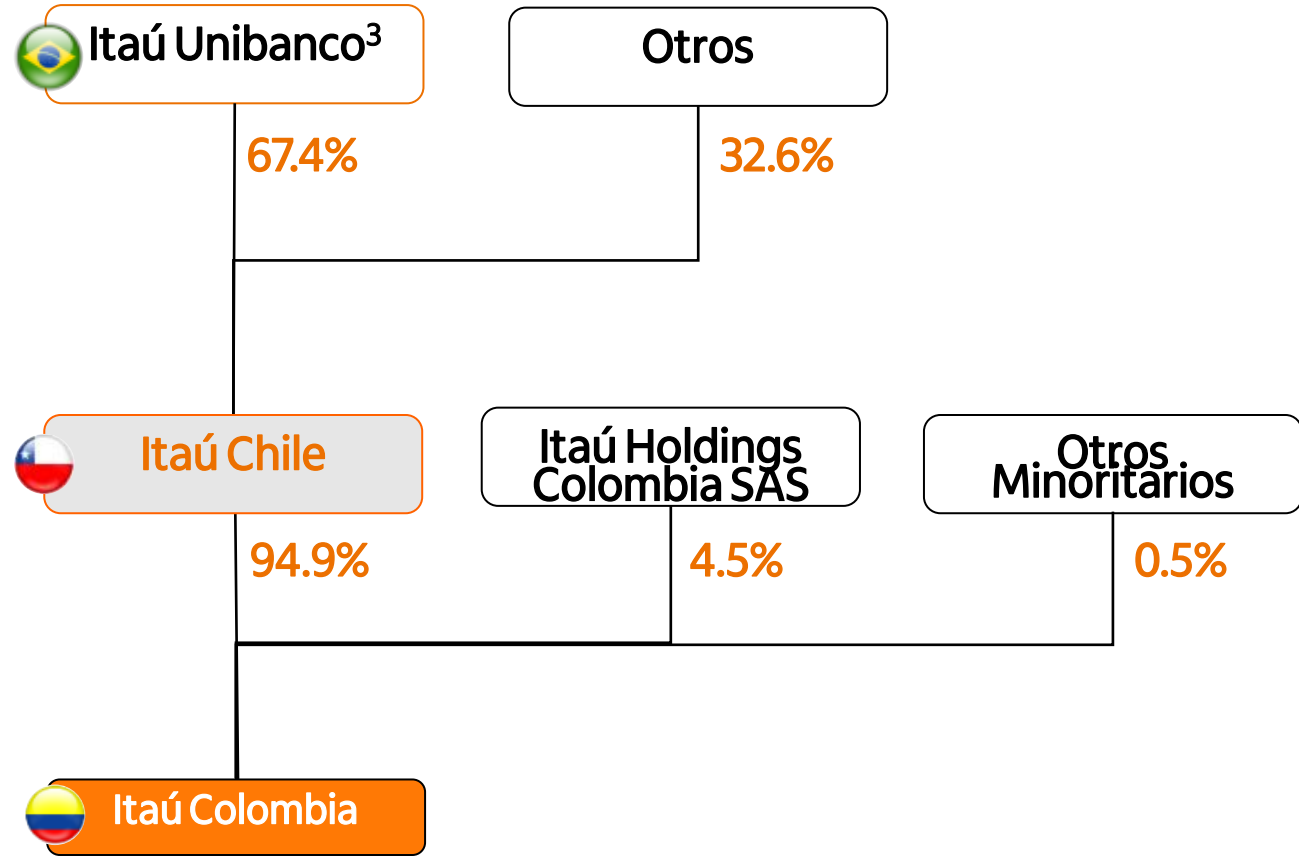 Itaú Unibanco³
Otros
67.4%
32.6%
Itaú Chile
Itaú Holdings
Colombia SAS
Otros
Minoritarios
94.9%
4.5%
0.5%
Itaú Colombia